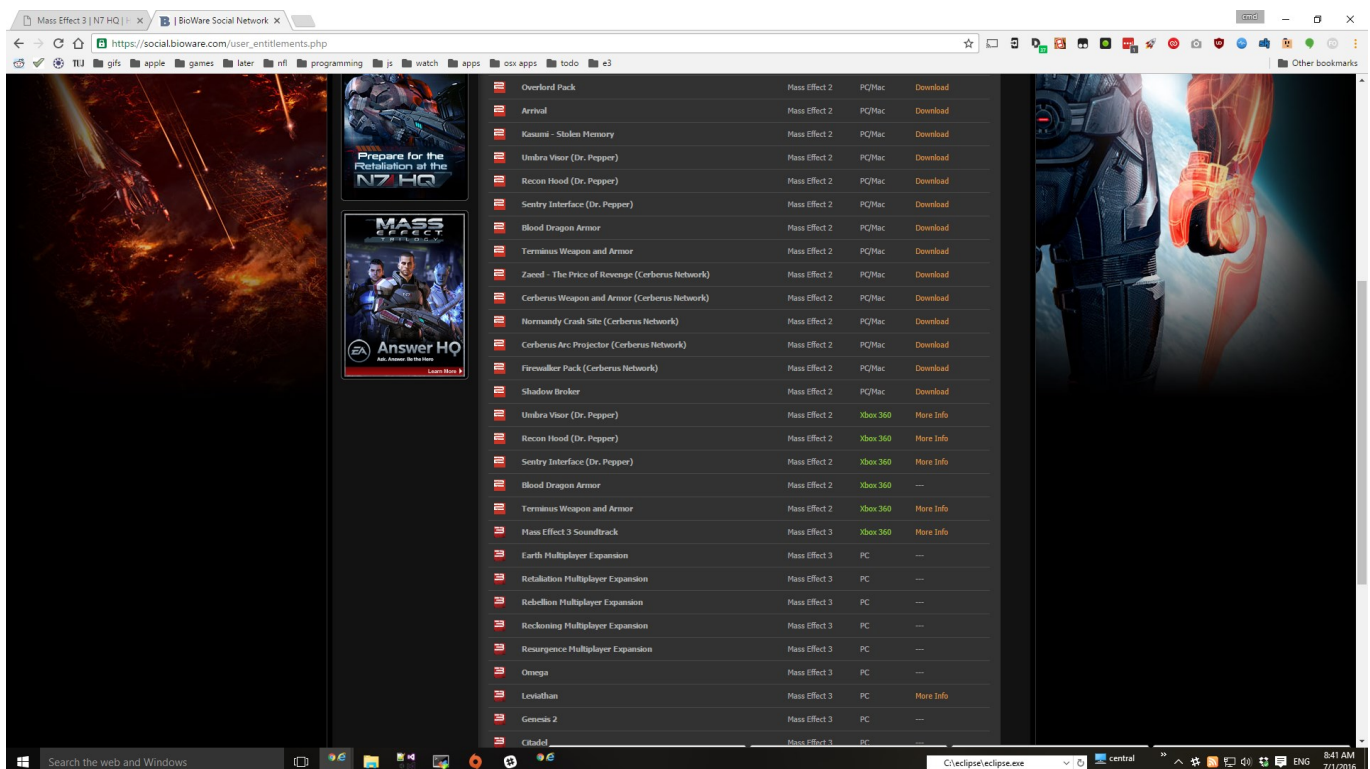 Mass Effect 3 | N7 HQ |
| BioWare Social Network
cmd
https://social.bioware.com/user_entitlements.php
TL;
gifs apple games later nfl programming js watch apps osx apps todo e3 Other bookmarks
Overlord Pack Mass Effect 2 PC/Mac Download
Arrival Mass Effect 2 PC/Mac Download
Kasumi - Stolen Memory Mass Effect 2 PC/Mac Download
Umbra Visor (Dr. Pepper) Mass Effect 2 PC/Mac Download
Recon Hood (Dr. Pepper) Mass Effect 2 PC/Mac Download
Sentry Interface (Dr. Pepper) Mass Effect 2 PC/Mac Download
Blood Dragon Armor Mass Effect 2 PC/Mac Download
Terminus Weapon and Armor Mass Effect 2 PC/Mac Download
Zaeed - The Price of Revenge (Cerberus Network) Mass Effect 2 PC/Mac Download
Cerberus Weapon and Armor (Cerberus Network) Mass Effect 2 PC/Mac Download
Normandy Crash Site (Cerberus Network) Mass Effect 2 PC/Mac Download
Cerberus Arc Projector (Cerberus Network) Mass Effect 2 PC/Mac Download
Firewalker Pack (Cerberus Network) Mass Effect 2 PC/Mac Download
Shadow Broker Mass Effect 2 PC/Mac Download
Umbra Visor (Dr. Pepper) Mass Effect 2 Xbox 360 More Info
Recon Hood (Dr. Pepper) Mass Effect 2 Xbox 360 More Info
Sentry Interface (Dr. Pepper) Mass Effect 2 Xbox 360 More Info
Blood Dragon Armor Mass Effect 2 Xbox 360 ---
Terminus Weapon and Armor Mass Effect 2 Xbox 360 More Info
Mass Effect 3 Soundtrack Mass Effect 3 Xbox 360 More Info
Earth Multiplayer Expansion Mass Effect 3 PC ---
Retaliation Multiplayer Expansion Mass Effect 3 PC ---
Rebellion Multiplayer Expansion Mass Effect 3 PC ---
Reckoning Multiplayer Expansion Mass Effect 3 PC ---
Resurgence Multiplayer Expansion Mass Effect 3 PC ---
Omega Mass Effect 3 PC ---
Leviathan Mass Effect 3 PC More Info
Genesis 2 Mass Effect 3 PC ---
Citadel Mass Effect 3 PC
Prepare for the
Retaliation at the
N7 HQ
MASS
EFFECT
TRILOGY
EA Answer HQ
Ask. Answer. Be the Hero
Learn More
Search the web and Windows
C:\eclipse\eclipse.exe
central
ENG
8:41 AM
7/1/2016